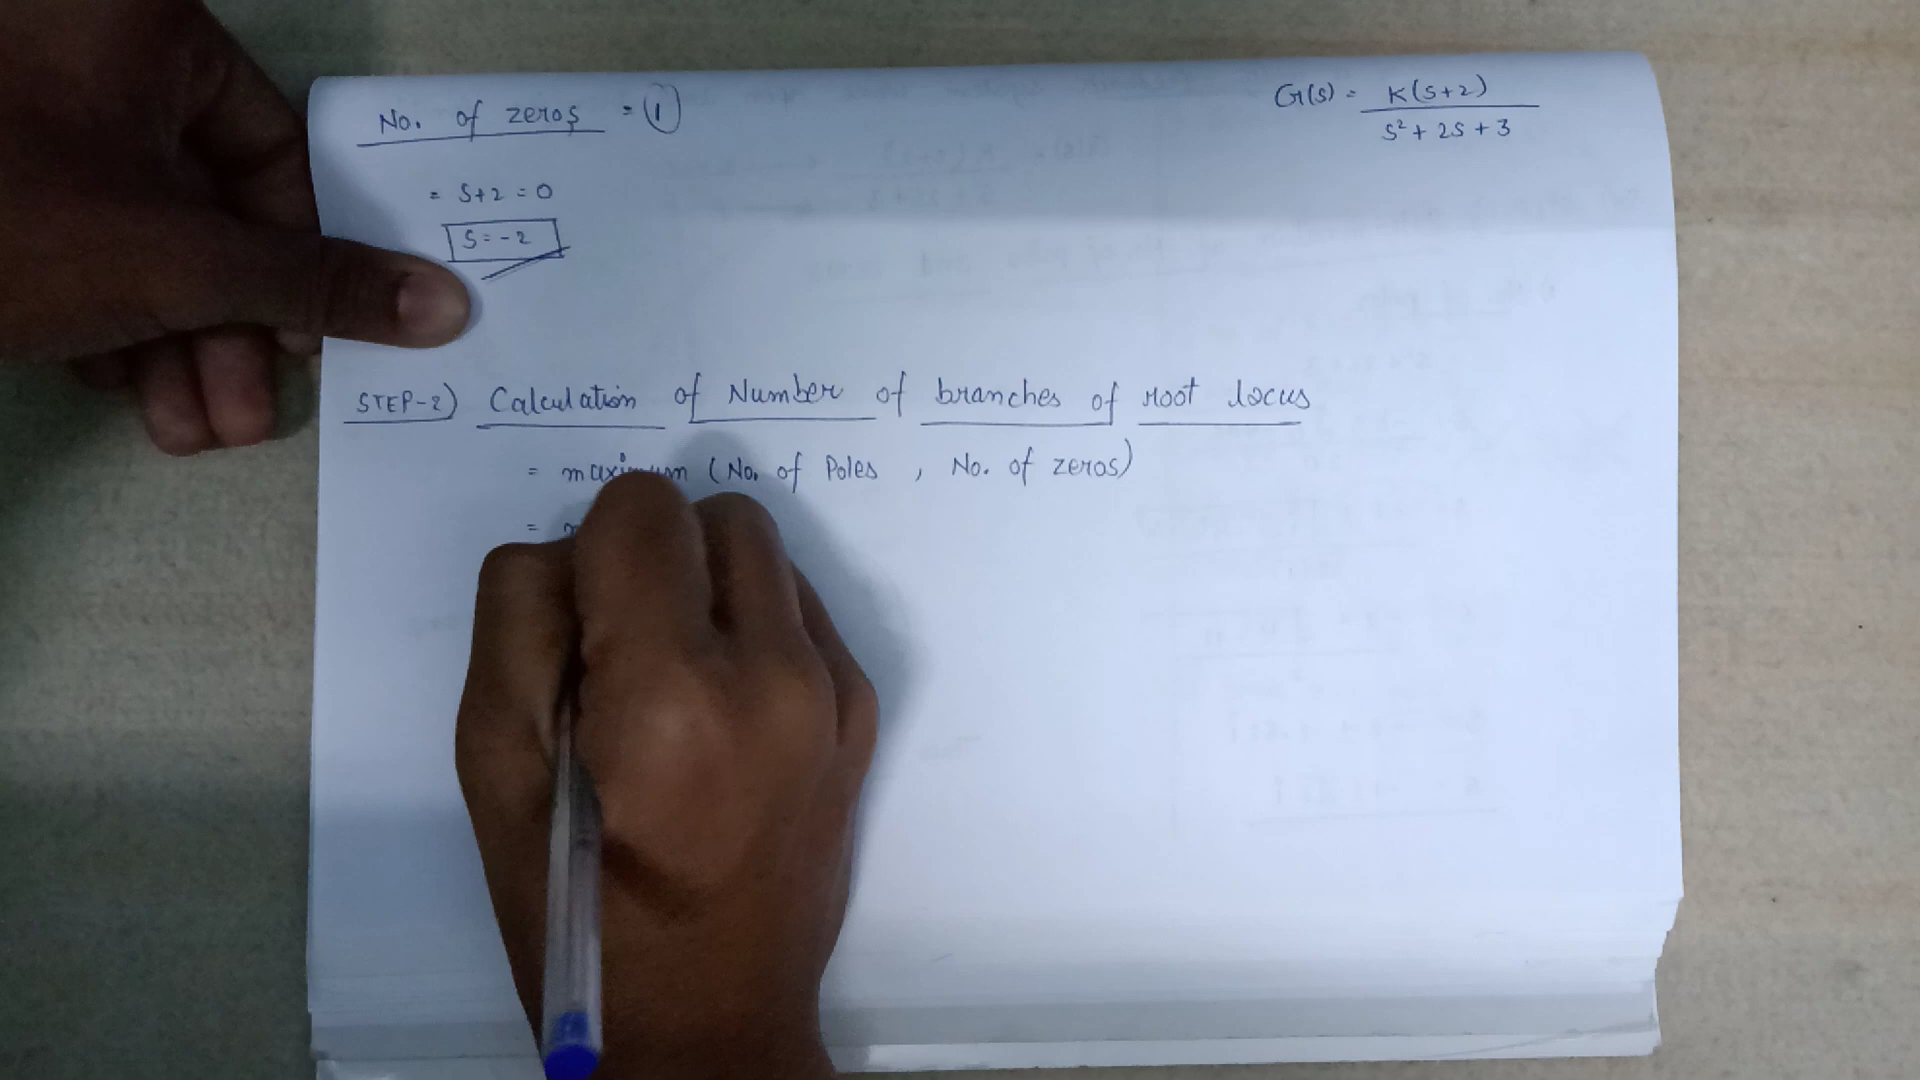 No. of zeros = 1
G(s) = K(s+2)
s² + 2s + 3
= s+2 = 0
s = -2
STEP-2) Calculation of Number of branches of root locus
= maximum (No. of Poles , No. of zeros)
=